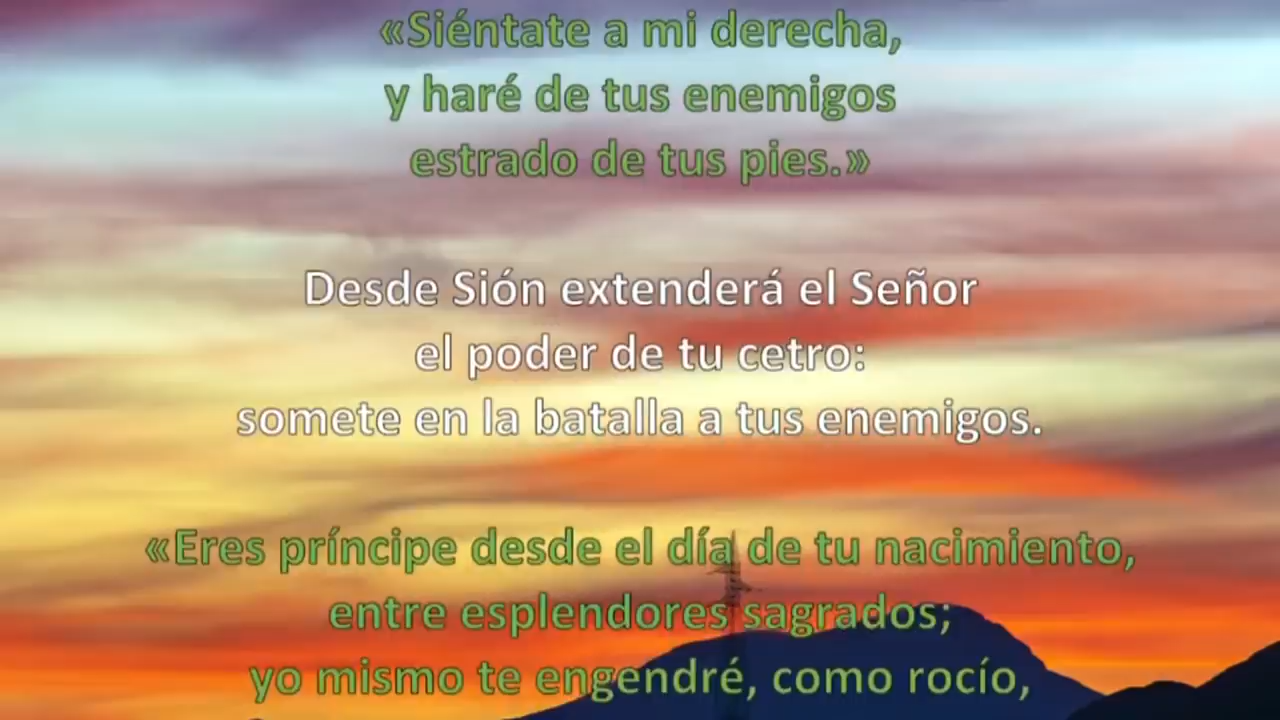 «Siéntate a mi derecha,
y haré de tus enemigos
estrado de tus pies.»
Desde Sión extenderá el Señor
el poder de tu cetro:
somete en la batalla a tus enemigos.
«Eres príncipe desde el día de tu nacimiento,
entre esplendores sagrados;
yo mismo te engendré, como rocío,